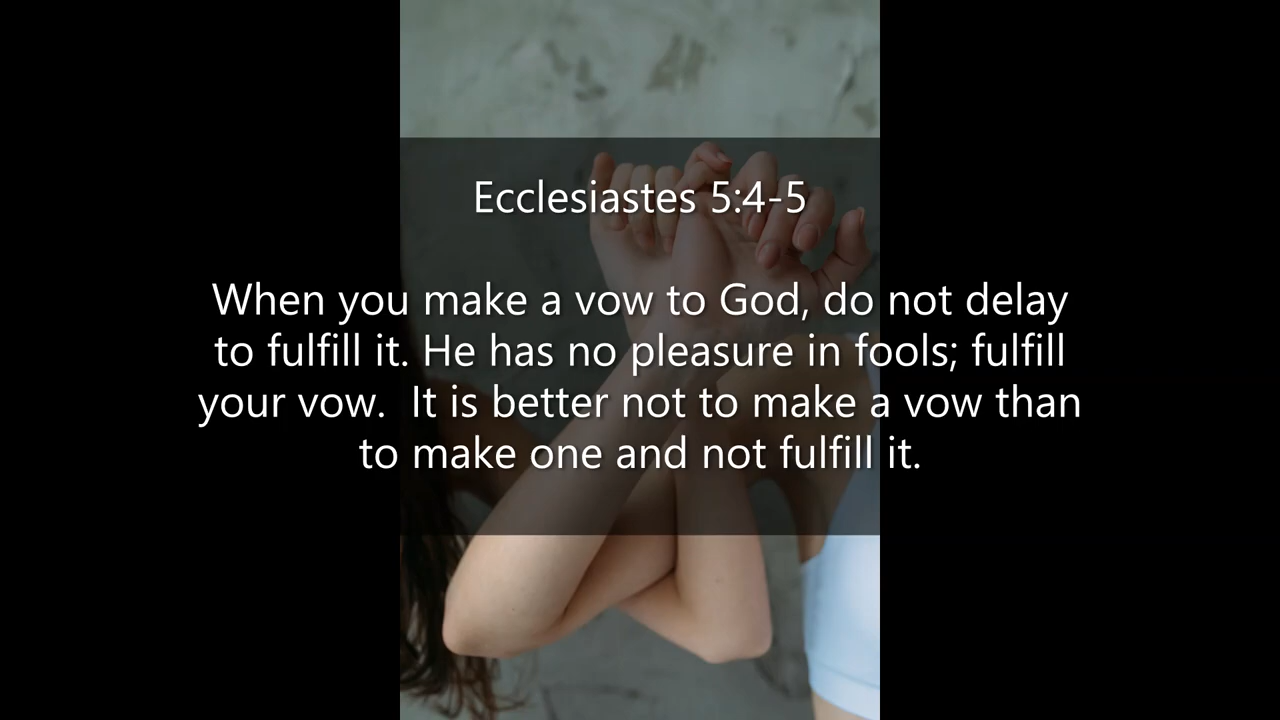 Ecclesiastes 5:4-5
When you make a vow to God, do not delay
to fulfill it. He has no pleasure in fools; fulfill
your vow.  It is better not to make a vow than
to make one and not fulfill it.